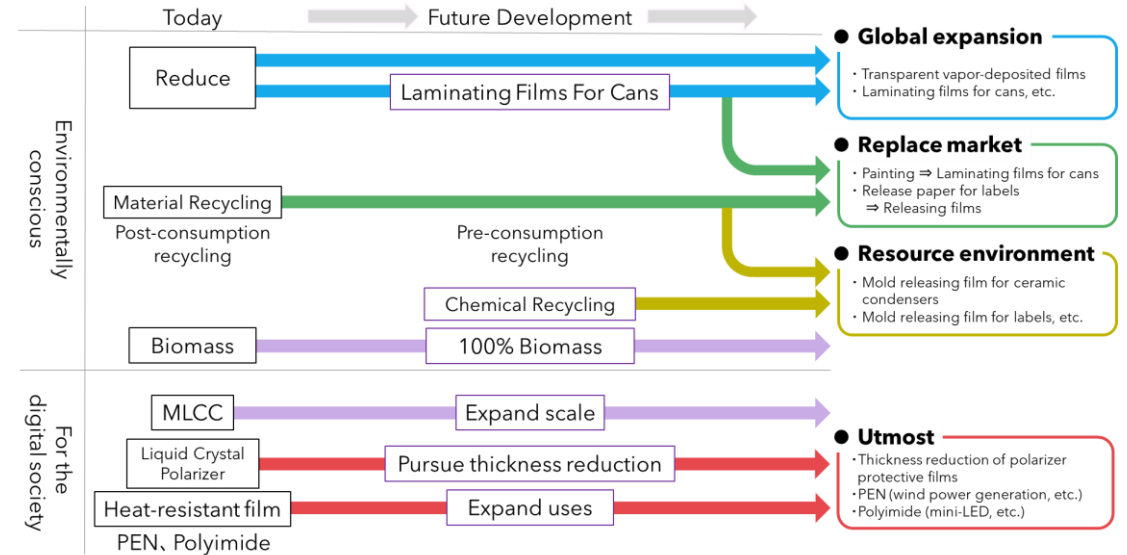 Today
Future Development
Environmentally
conscious
Reduce
Laminating Films For Cans
Material Recycling
Post-consumption
recycling
Pre-consumption
recycling
Chemical Recycling
Biomass
100% Biomass
● Global expansion
・Transparent vapor-deposited films
・Laminating films for cans, etc.
● Replace market
・Painting ⇒ Laminating films for cans
・Release paper for labels
⇒ Releasing films
● Resource environment
・Mold releasing film for ceramic
condensers
・Mold releasing film for labels, etc.
For the
digital society
MLCC
Expand scale
Liquid Crystal
Polarizer
Pursue thickness reduction
Heat-resistant film
Expand uses
PEN、Polyimide
● Utmost
・Thickness reduction of polarizer
protective films
・PEN (wind power generation, etc.)
・Polyimide (mini-LED, etc.)